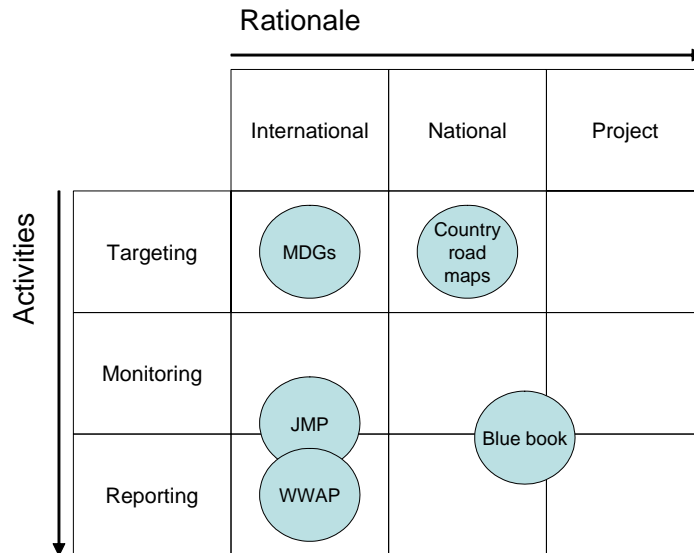 Rationale
International National Project
Activities
Targeting
MDGs
Country
road
maps
Monitoring
JMP
Blue book
Reporting
WWAP